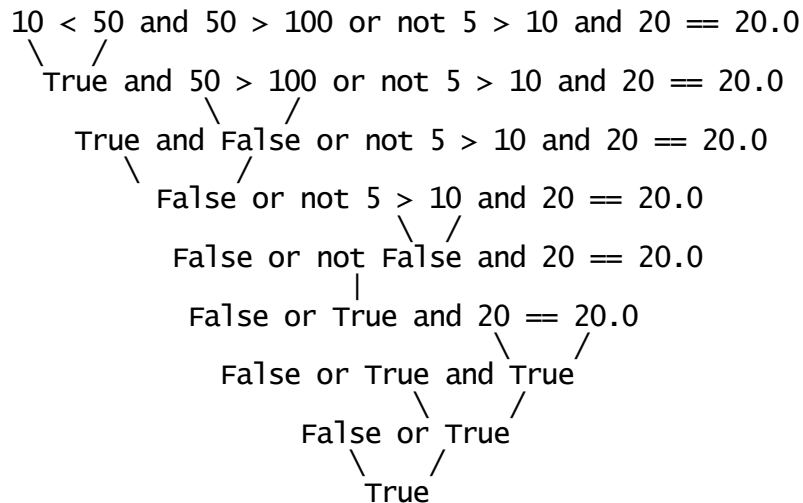 10 < 50 and 50 > 100 or not 5 > 10 and 20 == 20.0
True and 50 > 100 or not 5 > 10 and 20 == 20.0
True and False or not 5 > 10 and 20 == 20.0
False or not 5 > 10 and 20 == 20.0
False or not False and 20 == 20.0
False or True and 20 == 20.0
False or True and True
False or True
True